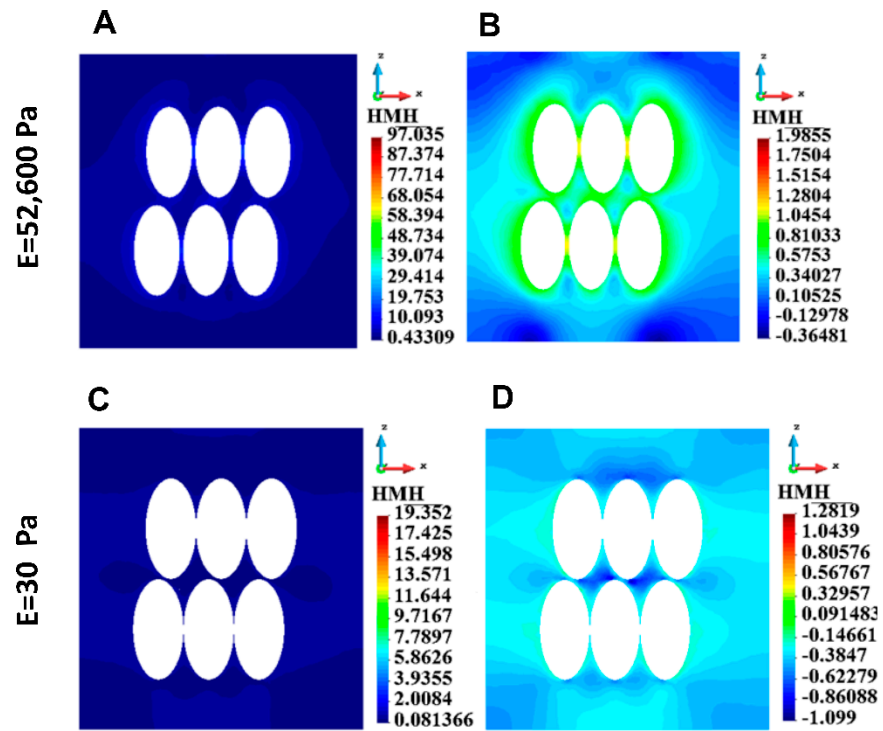 A
B
E=52,600 Pa
z
x
HMH
97.035
87.374
77.714
68.054
58.394
48.734
39.074
29.414
19.753
10.093
0.43309
z
x
HMH
1.9855
1.7504
1.5154
1.2804
1.0454
0.81033
0.5753
0.34027
0.10525
-0.12978
-0.36481
C
D
E=30 Pa
z
x
HMH
19.352
17.425
15.498
13.571
11.644
9.7167
7.7897
5.8626
3.9355
2.0084
0.081366
z
x
HMH
1.2819
1.0439
0.80576
0.56767
0.32957
0.091483
-0.14661
-0.3847
-0.62279
-0.86088
-1.099